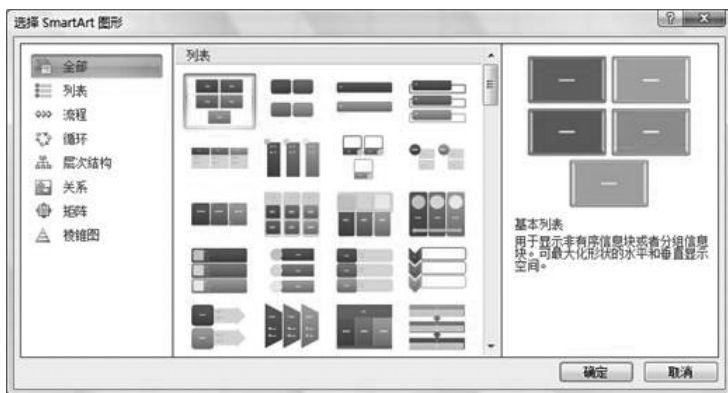 选择 SmartArt 图形
全部
列表
流程
循环
层次结构
关系
矩阵
棱锥图
列表
基本列表
用于显示非有序信息块或者分组信息
块。可最大化形状的水平和垂直显示
空间。
确定
取消